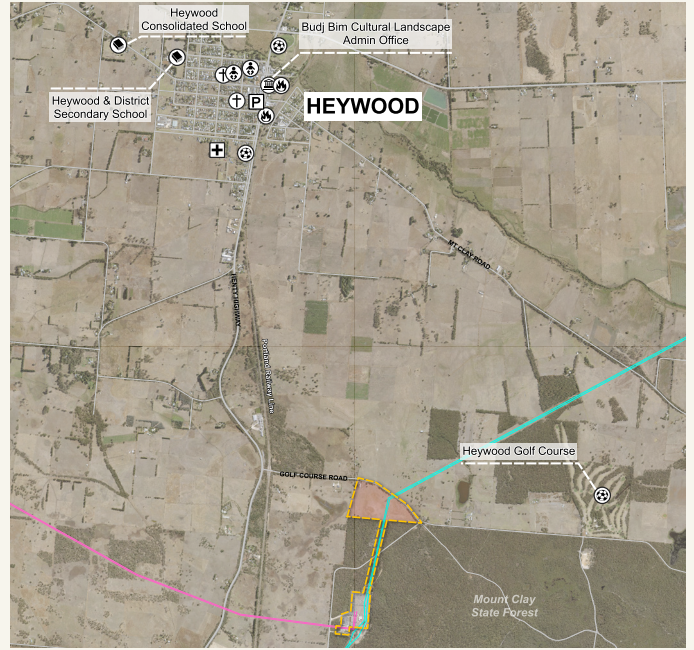 Heywood
Consolidated School
Budj Bim Cultural Landscape
Admin Office
Heywood & District
Secondary School
P
HEYWOOD
MT CLAY ROAD
HENTY HIGHWAY
Portland Railway Line
Heywood Golf Course
GOLF COURSE ROAD
Mount Clay
State Forest